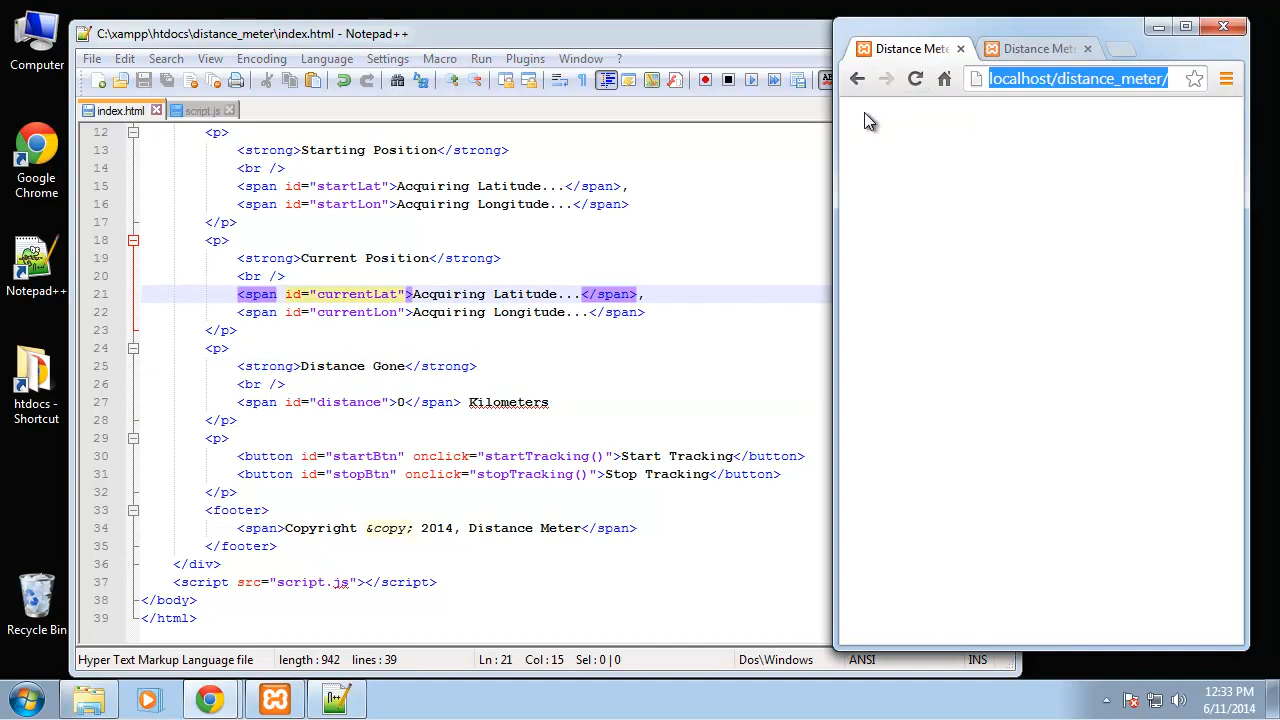 Computer
Google
Chrome
Notepad++
htdocs -
Shortcut
Recycle Bin
C:\xampp\htdocs\distance_meter\index.html - Notepad++
File Edit Search View Encoding Language Settings Macro Run Plugins Window ?
index.html script.js
12 <p>
13 <strong>Starting Position</strong>
14 <br />
15 <span id="startLat">Acquiring Latitude...</span>,
16 <span id="startLon">Acquiring Longitude...</span>
17 </p>
18 <p>
19 <strong>Current Position</strong>
20 <br />
21 <span id="currentLat">Acquiring Latitude...</span>,
22 <span id="currentLon">Acquiring Longitude...</span>
23 </p>
24 <p>
25 <strong>Distance Gone</strong>
26 <br />
27 <span id="distance">0</span> Kilometers
28 </p>
29 <p>
30 <button id="startBtn" onclick="startTracking()">Start Tracking</button>
31 <button id="stopBtn" onclick="stopTracking()">Stop Tracking</button>
32 </p>
33 <footer>
34 <span>Copyright &copy; 2014, Distance Meter</span>
35 </footer>
36 </div>
37 <script src="script.js"></script>
38 </body>
39 </html>
Hyper Text Markup Language file length : 942 lines : 39 Ln : 21 Col : 15 Sel : 0 | 0 Dos\Windows ANSI INS
Distance Mete Distance Mete
localhost/distance_meter/
12:33 PM
6/11/2014